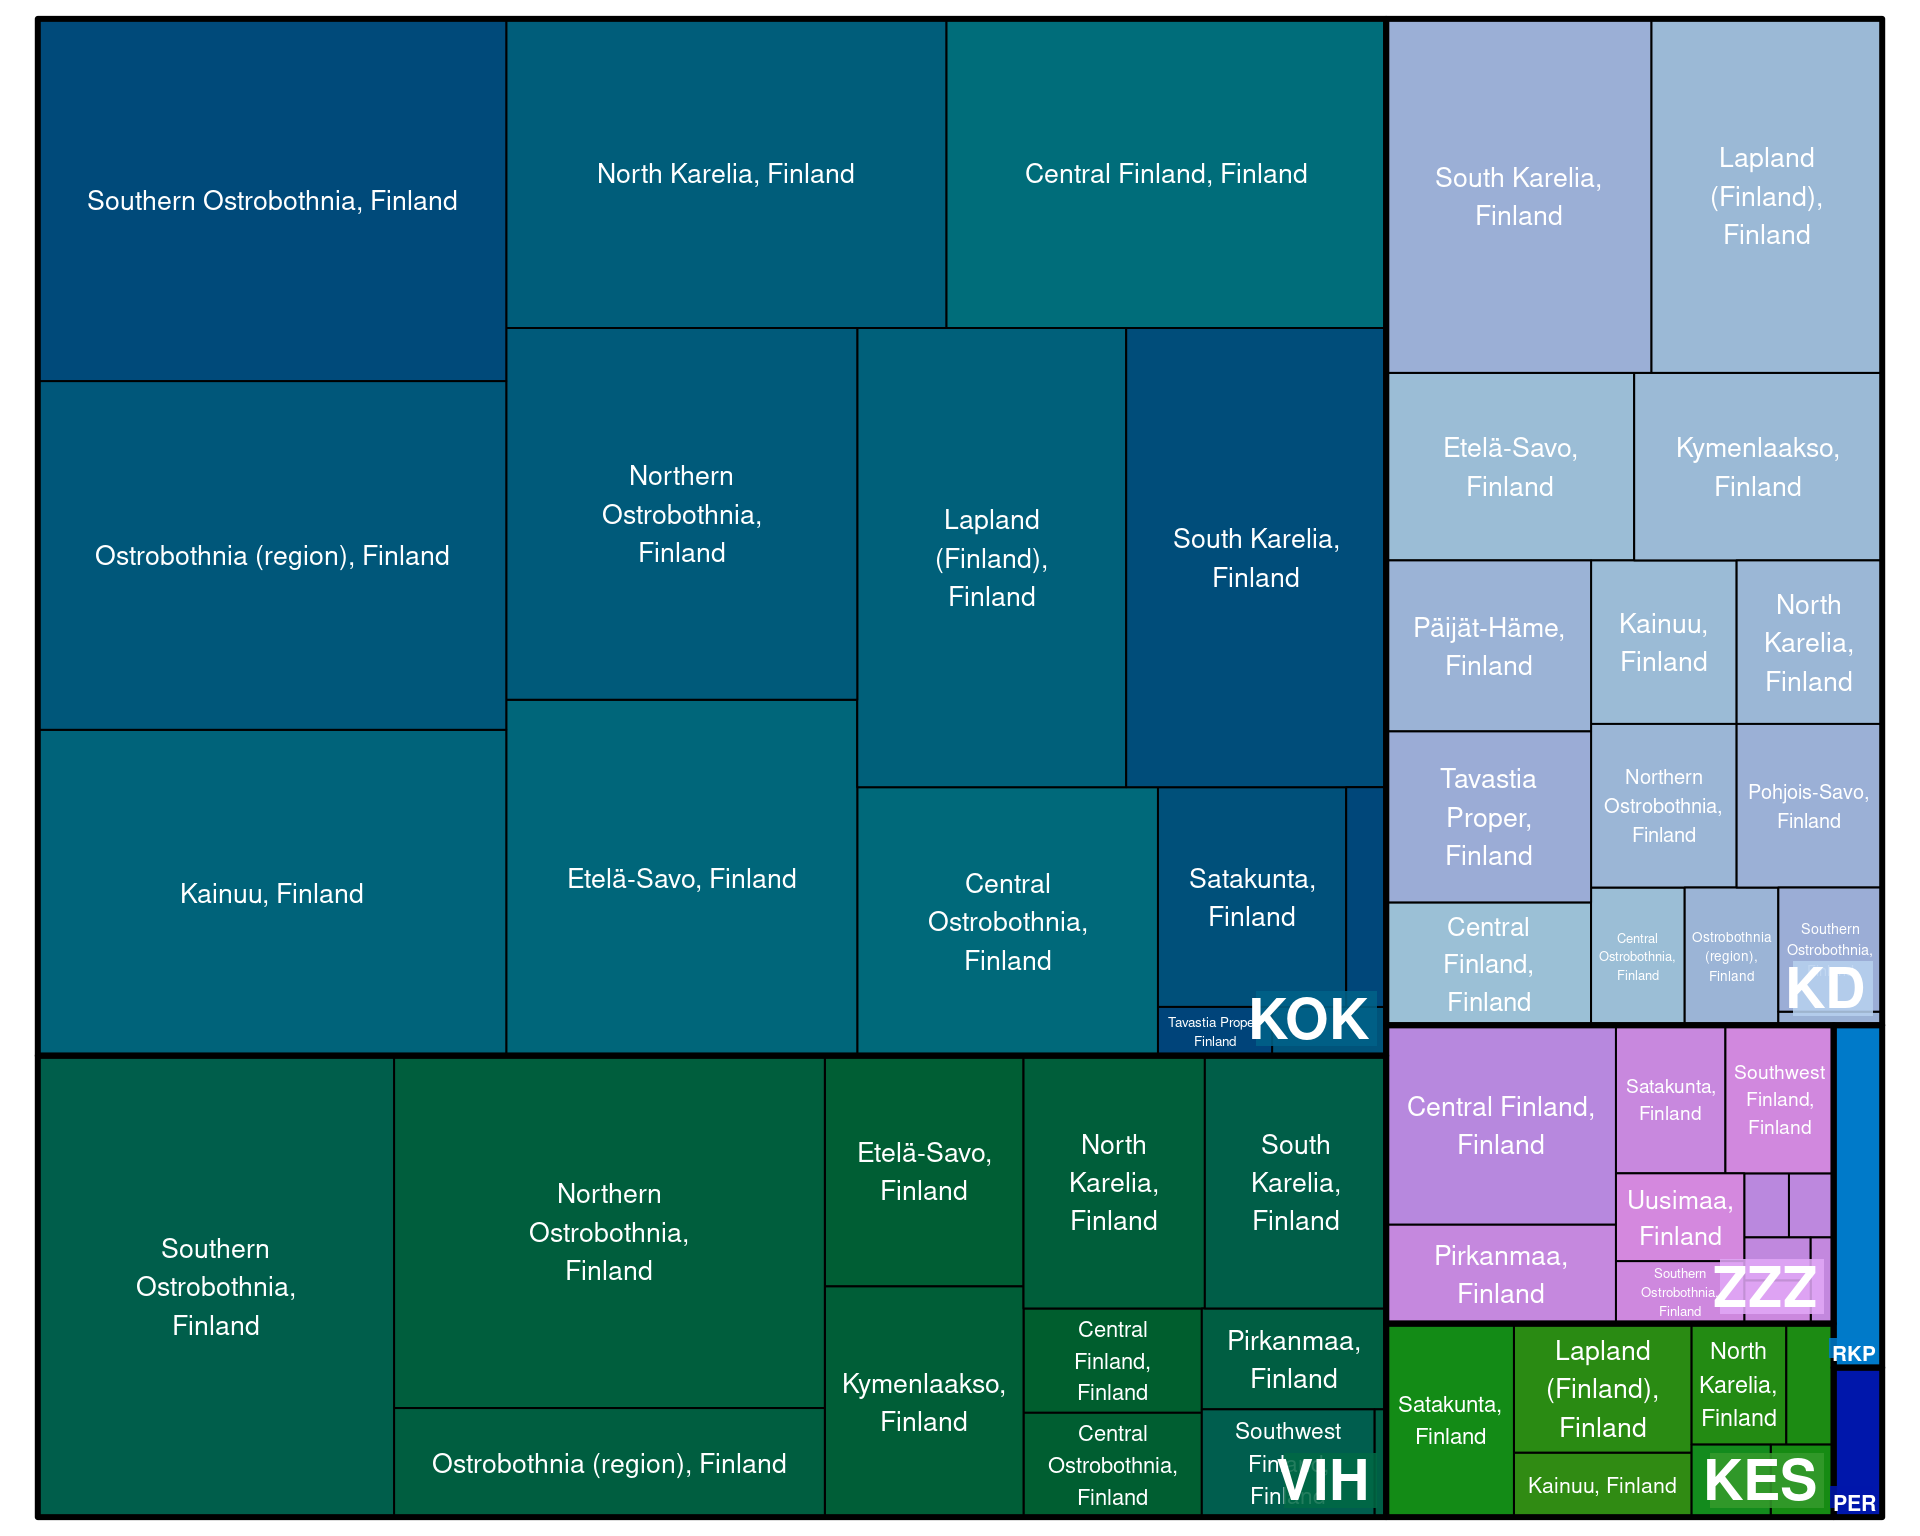 Southern Ostrobothnia, Finland
North Karelia, Finland
Central Finland, Finland
Ostrobothnia (region), Finland
Northern
Ostrobothnia,
Finland
Lapland
(Finland),
Finland
South Karelia,
Finland
Kainuu, Finland
Etelä-Savo, Finland
Central
Ostrobothnia,
Finland
Satakunta,
Finland
Tavastia Proper
Finland
KOK
South Karelia,
Finland
Lapland
(Finland),
Finland
Etelä-Savo,
Finland
Kymenlaakso,
Finland
Päijät-Häme,
Finland
Kainuu,
Finland
North
Karelia,
Finland
Tavastia
Proper,
Finland
Northern
Ostrobothnia,
Finland
Pohjois-Savo,
Finland
Central
Finland,
Finland
Central
Ostrobothnia,
Finland
Ostrobothnia
(region),
Finland
Southern
Ostrobothnia,
KD
Southern
Ostrobothnia,
Finland
Northern
Ostrobothnia,
Finland
Ostrobothnia (region), Finland
Etelä-Savo,
Finland
Kymenlaakso,
Finland
North
Karelia,
Finland
South
Karelia,
Finland
Central
Finland,
Finland
Pirkanmaa,
Finland
Central
Ostrobothnia,
Finland
Southwest
Finland,
Finland
VIH
Central Finland,
Finland
Satakunta,
Finland
Southwest
Finland,
Finland
Pirkanmaa,
Finland
Uusimaa,
Finland
Southern
Ostrobothnia,
Finland
ZZZ
Satakunta,
Finland
Lapland
(Finland),
Finland
North
Karelia,
Finland
Kainuu, Finland
KES
RKP
PER